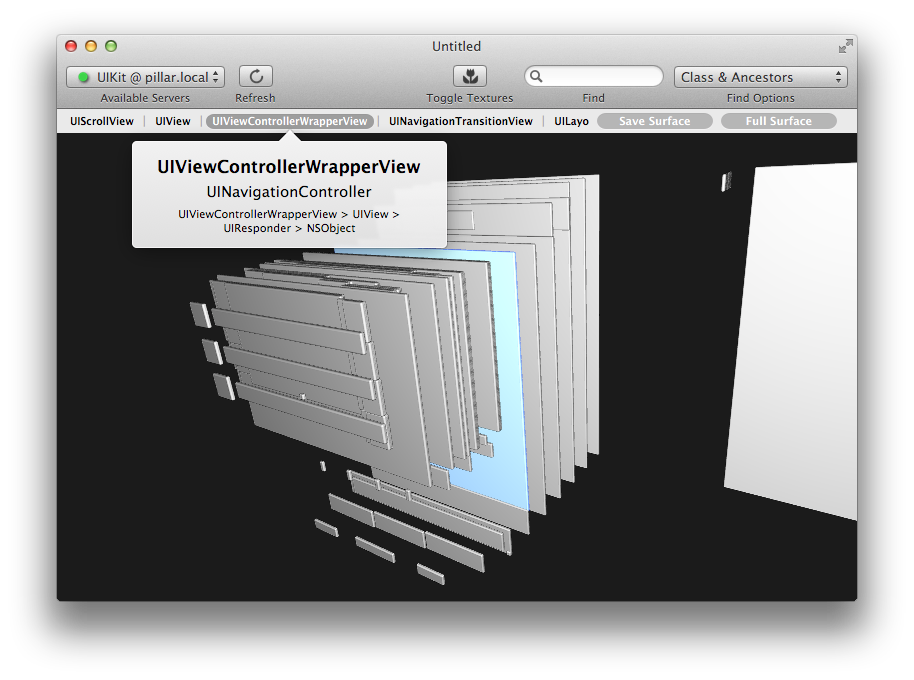 Untitled
UIKit @ pillar.local
Class & Ancestors
Available Servers
Refresh
Toggle Textures
Find
Find Options
UIScrollView | UIView | UIViewControllerWrapperView | UINavigationTransitionView | UILayo
Save Surface
Full Surface
UIViewControllerWrapperView
UINavigationController
UIViewControllerWrapperView > UIView >
UIResponder > NSObject